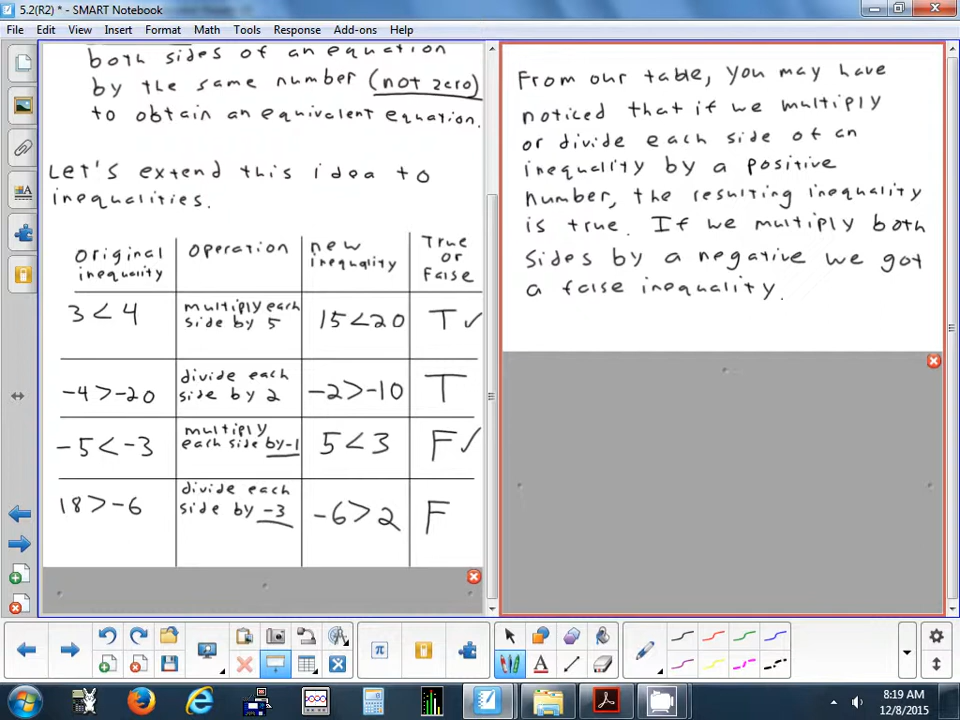 5.2(R2) * - SMART Notebook
File Edit View Insert Format Math Tools Response Add-ons Help
both sides of an equation
by the same number (not zero)
to obtain an equivalent equation.
Let's extend this idea to
inequalities.
original inequality operation new inequality True or False
3 < 4 multiply each side by 5 15 < 20 T ✓
-4 > -20 divide each side by 2 -2 > -10 T
-5 < -3 multiply each side by -1 5 < 3 F ✓
18 > -6 divide each side by -3 -6 > 2 F
From our table, you may have
noticed that if we multiply
or divide each side of an
inequality by a positive
number, the resulting inequality
is true. If we multiply both
sides by a negative we got
a false inequality.
8:19 AM
12/8/2015